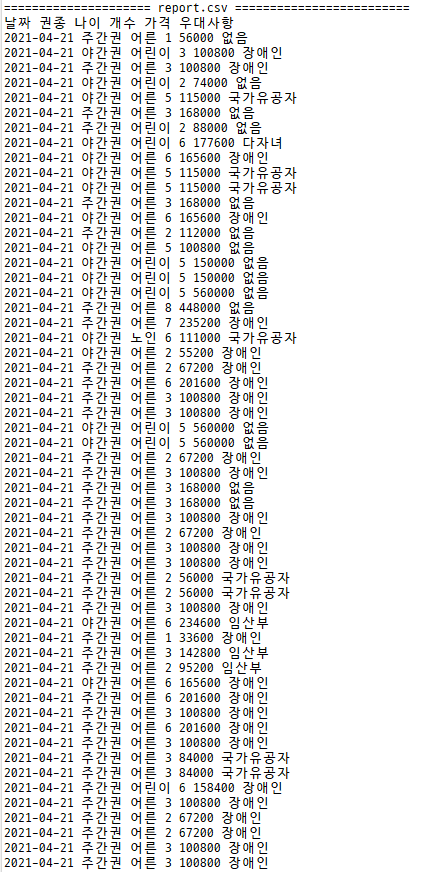 ===================== report.csv =========================
날짜 권종 나이 개수 가격 우대사항
2021-04-21 주간권 어른 1 56000 없음
2021-04-21 야간권 어린이 3 100800 장애인
2021-04-21 주간권 어른 3 100800 장애인
2021-04-21 야간권 어린이 2 74000 없음
2021-04-21 야간권 어른 5 115000 국가유공자
2021-04-21 주간권 어른 3 168000 없음
2021-04-21 주간권 어린이 2 88000 없음
2021-04-21 야간권 어린이 6 177600 다자녀
2021-04-21 야간권 어른 6 165600 장애인
2021-04-21 야간권 어른 5 115000 국가유공자
2021-04-21 야간권 어른 5 115000 국가유공자
2021-04-21 주간권 어른 3 168000 없음
2021-04-21 야간권 어른 6 165600 장애인
2021-04-21 주간권 어른 2 112000 없음
2021-04-21 야간권 어른 5 100800 없음
2021-04-21 야간권 어린이 5 150000 없음
2021-04-21 야간권 어린이 5 150000 없음
2021-04-21 야간권 어린이 5 560000 없음
2021-04-21 주간권 어른 8 448000 없음
2021-04-21 주간권 어른 7 235200 장애인
2021-04-21 야간권 노인 6 111000 국가유공자
2021-04-21 야간권 어른 2 55200 장애인
2021-04-21 주간권 어른 2 67200 장애인
2021-04-21 주간권 어른 6 201600 장애인
2021-04-21 주간권 어른 3 100800 장애인
2021-04-21 주간권 어른 3 100800 장애인
2021-04-21 야간권 어린이 5 560000 없음
2021-04-21 야간권 어린이 5 560000 없음
2021-04-21 주간권 어른 2 67200 장애인
2021-04-21 주간권 어른 3 100800 장애인
2021-04-21 주간권 어른 3 168000 없음
2021-04-21 주간권 어른 3 168000 없음
2021-04-21 주간권 어른 3 100800 장애인
2021-04-21 주간권 어른 2 67200 장애인
2021-04-21 주간권 어른 3 100800 장애인
2021-04-21 주간권 어른 3 100800 장애인
2021-04-21 주간권 어른 2 56000 국가유공자
2021-04-21 주간권 어른 2 56000 국가유공자
2021-04-21 주간권 어른 3 100800 장애인
2021-04-21 야간권 어른 6 234600 임산부
2021-04-21 주간권 어른 1 33600 장애인
2021-04-21 주간권 어른 3 142800 임산부
2021-04-21 주간권 어른 2 95200 임산부
2021-04-21 야간권 어른 6 165600 장애인
2021-04-21 주간권 어른 6 201600 장애인
2021-04-21 주간권 어른 3 100800 장애인
2021-04-21 주간권 어른 6 201600 장애인
2021-04-21 주간권 어른 3 100800 장애인
2021-04-21 주간권 어른 3 84000 국가유공자
2021-04-21 주간권 어른 3 84000 국가유공자
2021-04-21 주간권 어린이 6 158400 장애인
2021-04-21 주간권 어른 3 100800 장애인
2021-04-21 주간권 어른 2 67200 장애인
2021-04-21 주간권 어른 2 67200 장애인
2021-04-21 주간권 어른 3 100800 장애인
2021-04-21 주간권 어른 3 100800 장애인